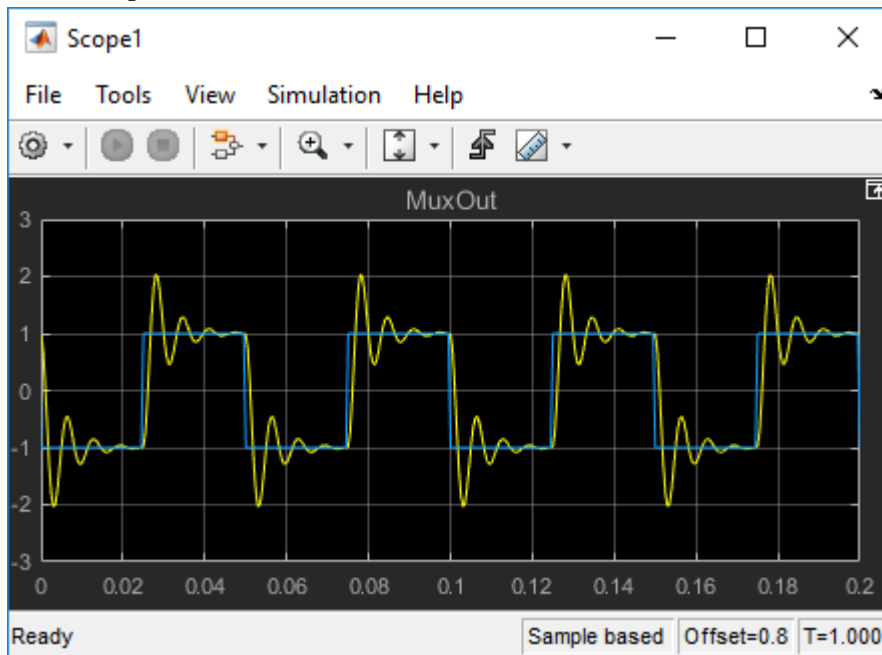 Scope1
File Tools View Simulation Help
MuxOut
3
2
1
0
-1
-2
-3
0 0.02 0.04 0.06 0.08 0.1 0.12 0.14 0.16 0.18 0.2
Ready Sample based Offset=0.8 T=1.000